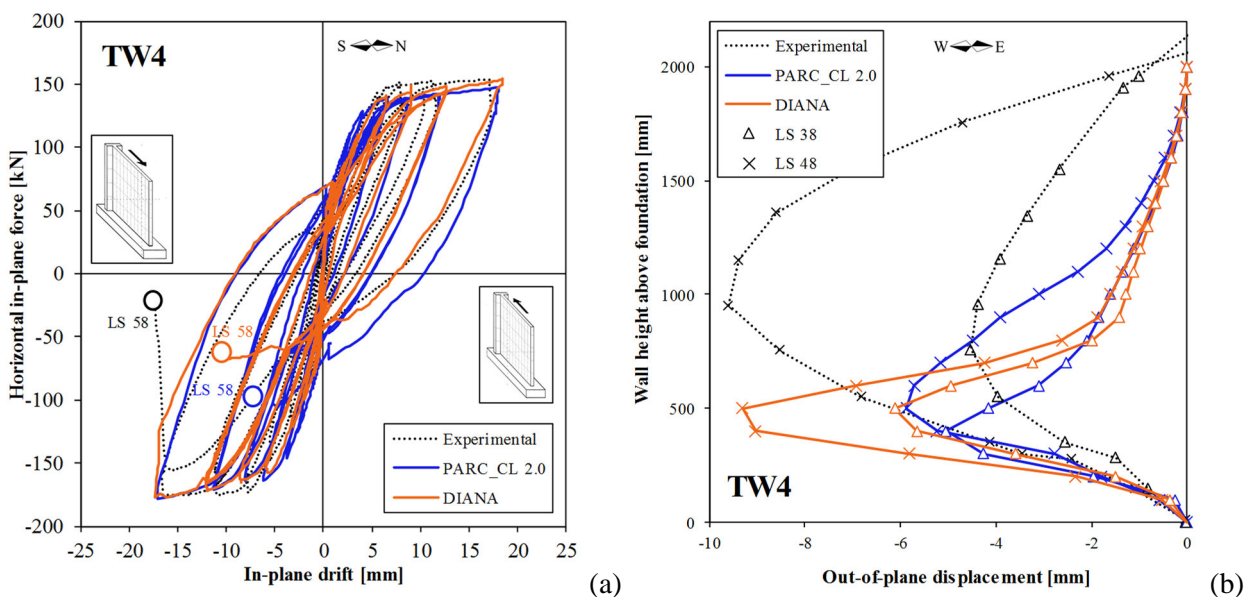 TW4
S N
200
150
100
50
0
-50
-100
-150
-200
Horizontal in-plane force [kN]
LS 58
LS 58
LS 58
Experimental
PARC_CL 2.0
DIANA
-25 -20 -15 -10 -5 0 5 10 15 20 25
In-plane drift [mm]
(a)
W E
Experimental
PARC_CL 2.0
DIANA
LS 38
LS 48
2000
1500
1000
500
0
Wall height above foundation [mm]
TW4
-10 -8 -6 -4 -2 0
Out-of-plane displacement [mm]
(b)